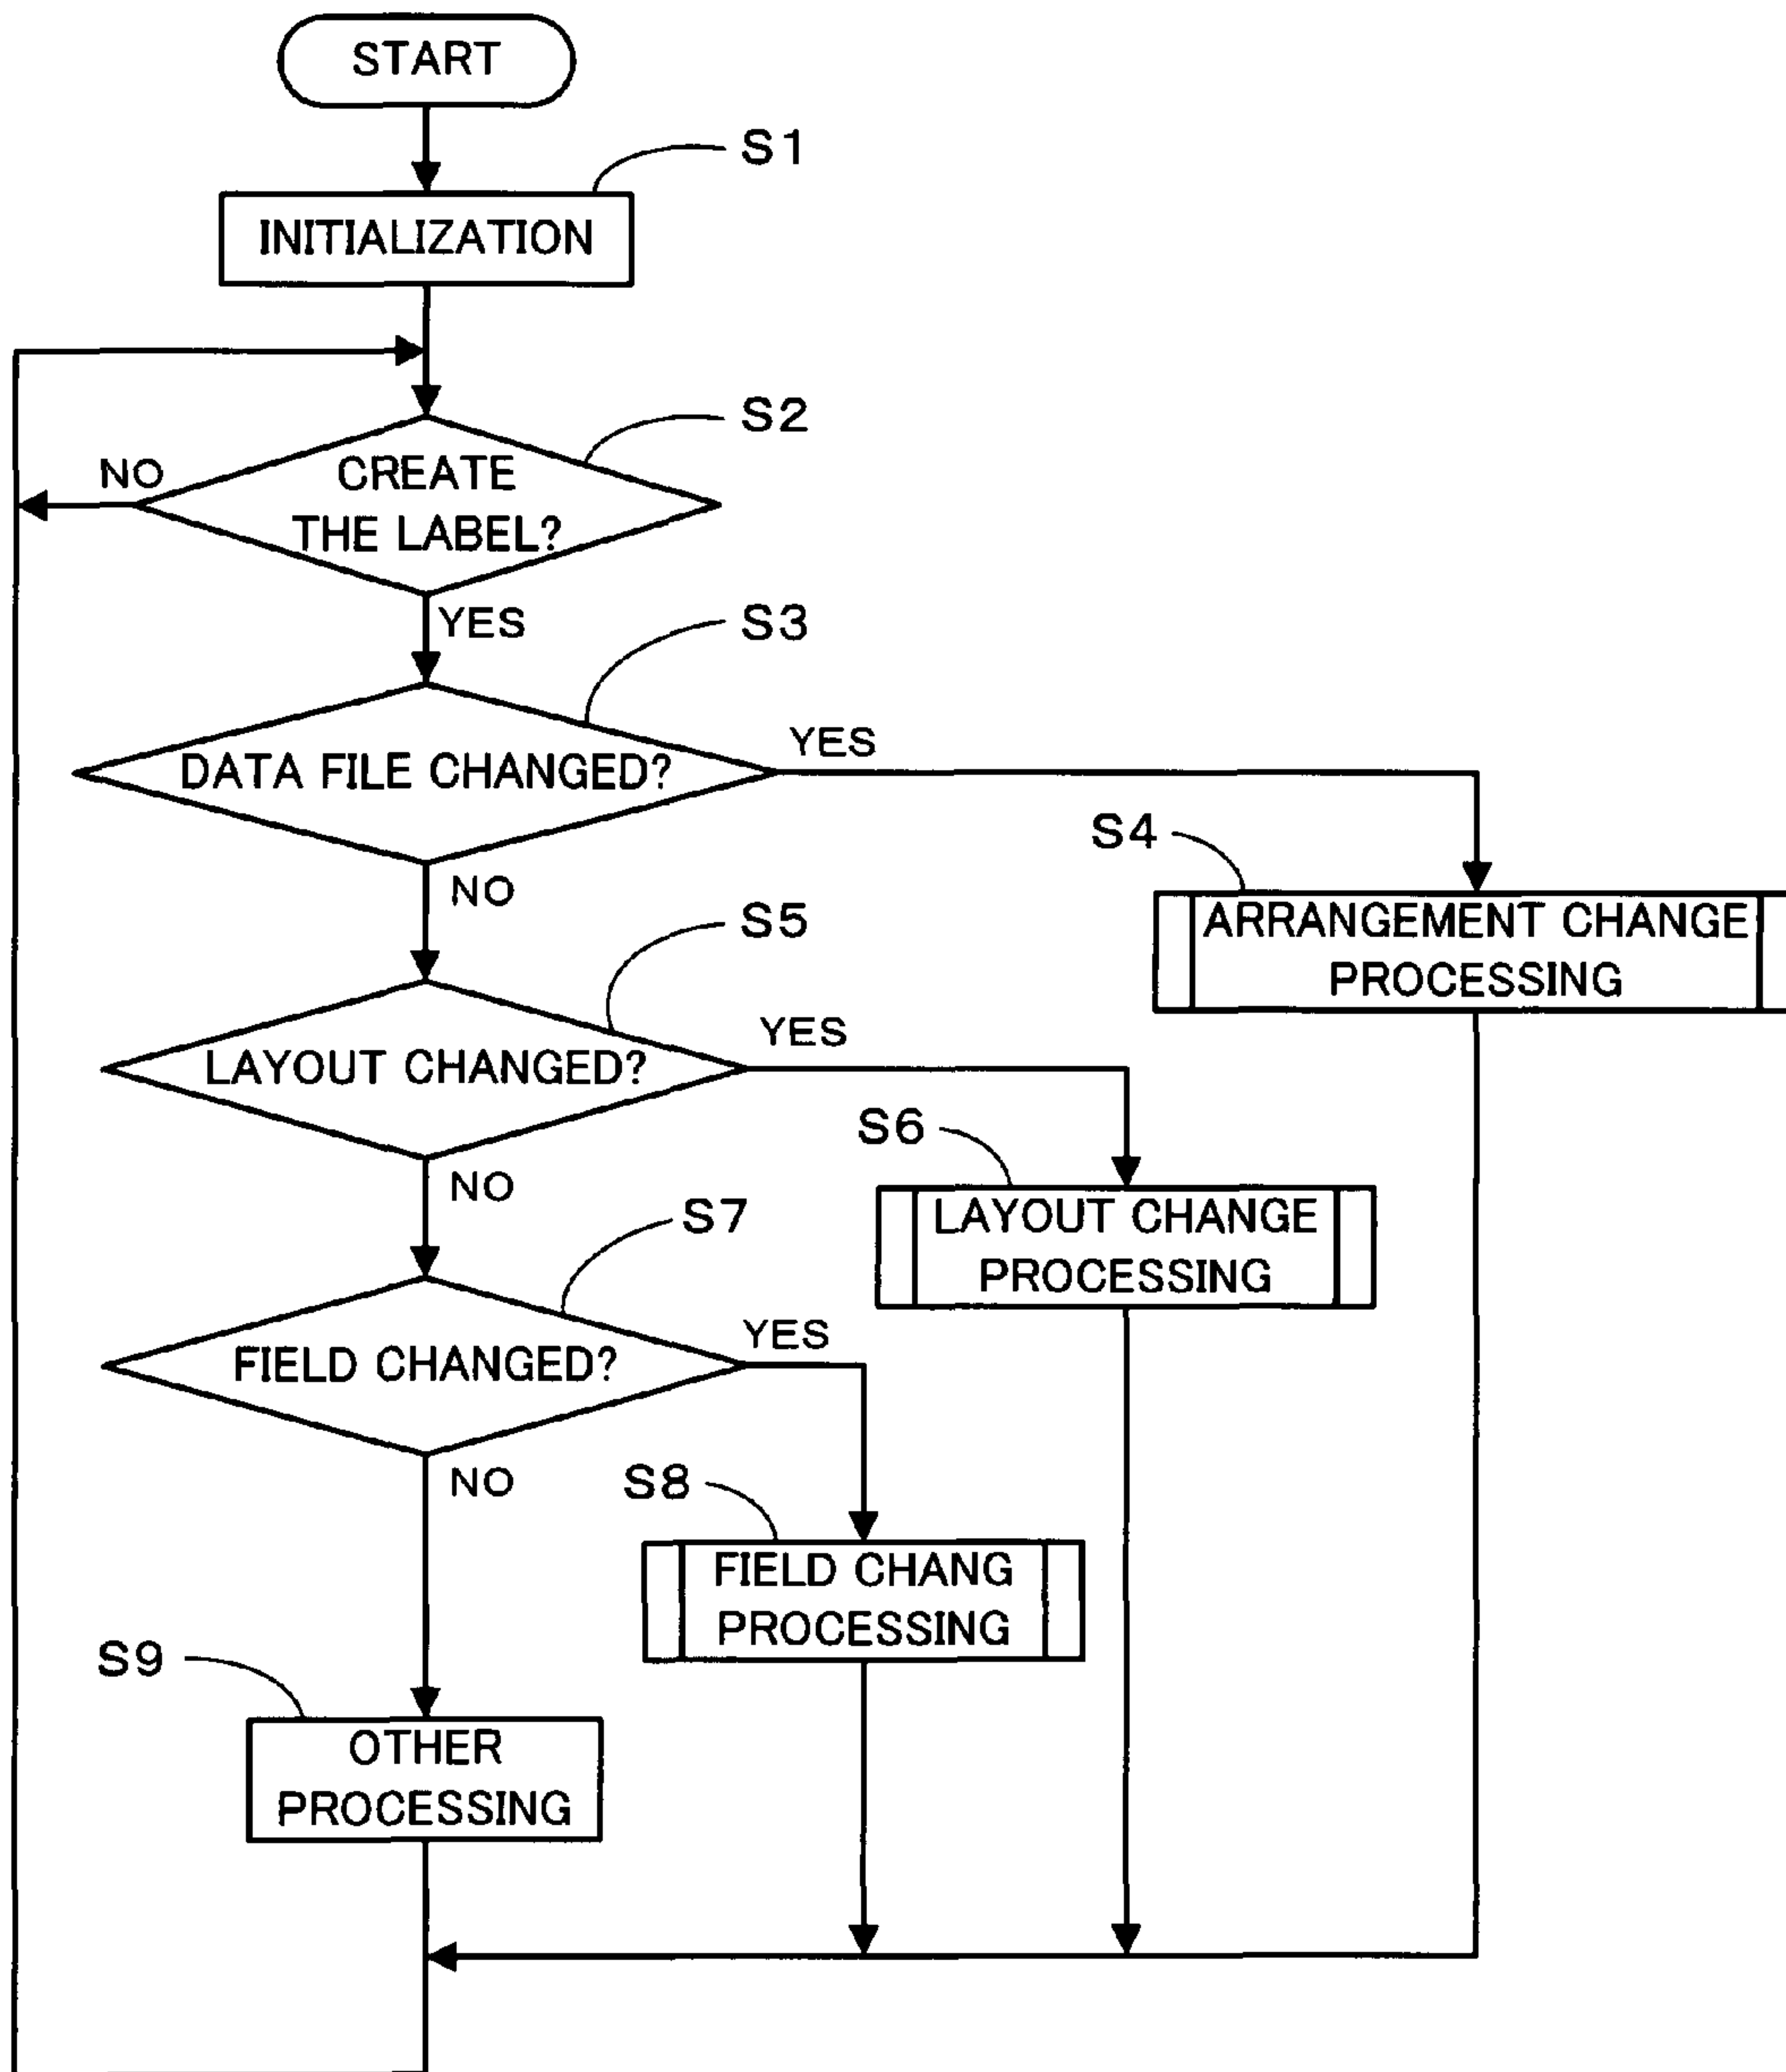 START
S1
INITIALIZATION
S2
NO
CREATE
THE LABEL?
YES
S3
DATA FILE CHANGED?
YES
S4
NO
ARRANGEMENT CHANGE
PROCESSING
S5
LAYOUT CHANGED?
YES
S6
NO
LAYOUT CHANGE
PROCESSING
S7
FIELD CHANGED?
YES
NO
S8
FIELD CHANG
PROCESSING
S9
OTHER
PROCESSING